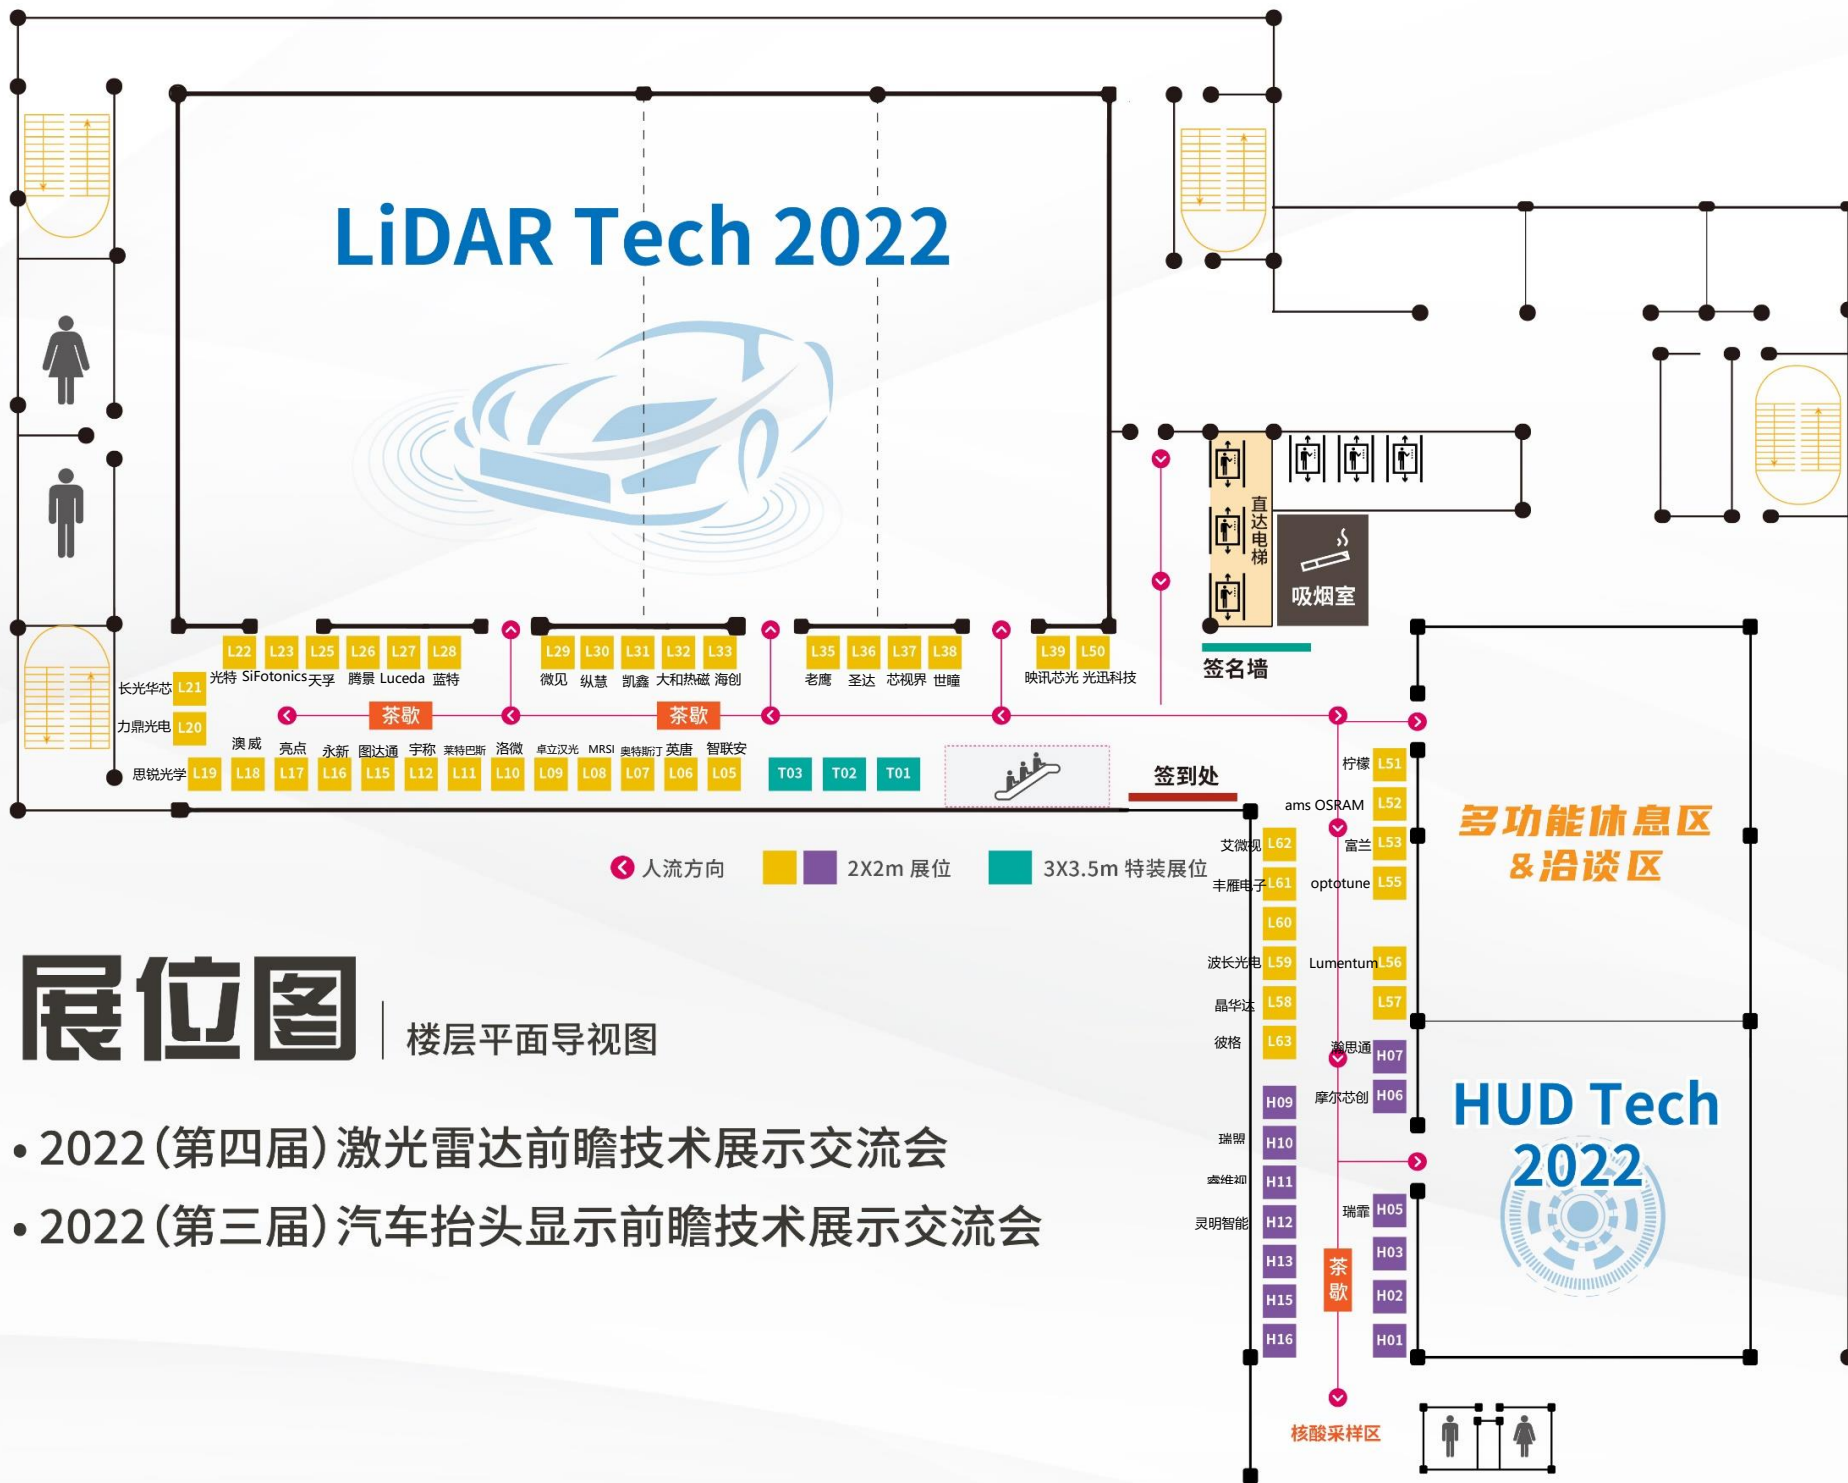 LiDAR Tech 2022
直达电梯
吸烟室
签名墙
L22 L23 L25 L26 L27 L28
L29 L30 L31 L32 L33
L35 L36 L37 L38
L39 L50
光特 SiFotonics 天孚 腾景 Luceda 蓝特
微见 纵慧 凯鑫 大和热磁 海创
老鹰 圣达 芯视界 世瞳
映讯芯光 光迅科技
长光华芯 L21
力鼎光电 L20
茶歇
茶歇
澳威 亮点 永新 图达通 宇称 莱特巴斯 洛微 卓立汉光 MRSI 奥特斯汀 英唐 智联安
思锐光学 L19 L18 L17 L16 L15 L12 L11 L10 L09 L08 L07 L06 L05
T03 T02 T01
签到处
柠檬 L51
ams OSRAM L52
艾微视 L62
富兰 L53
丰雁电子 L61
optotune L55
L60
波长光电 L59
Lumentum L56
晶华达 L58
L57
彼格 L63
瀚思通 H07
摩尔芯创 H06
H09
瑞盟 H10
睿维视 H11
灵明智能 H12
瑞霏 H05
H13
H03
H15
H02
H16
H01
茶歇
核酸采样区
多功能休息区
&洽谈区
HUD Tech
2022
人流方向
2X2m 展位
3X3.5m 特装展位
展位图
楼层平面导视图
• 2022（第四届）激光雷达前瞻技术展示交流会
• 2022（第三届）汽车抬头显示前瞻技术展示交流会